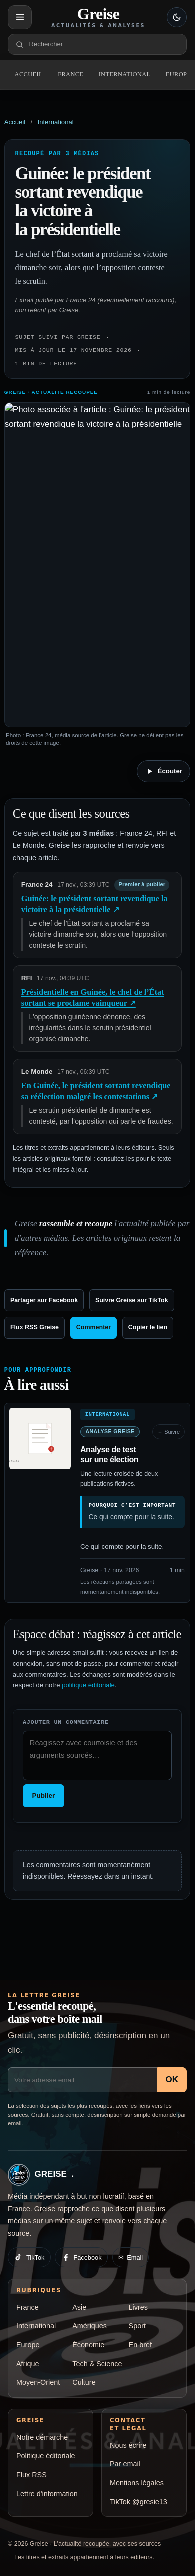 Greise
ACTUALITÉS & ANALYSES
Rechercher
ACCUEIL FRANCE INTERNATIONAL EUROP
Accueil / International
RECOUPÉ PAR 3 MÉDIAS
Guinée: le président
sortant revendique
la victoire à
la présidentielle
Le chef de l’État sortant a proclamé sa victoire
dimanche soir, alors que l’opposition conteste
le scrutin.
Extrait publié par France 24 (éventuellement raccourci),
non réécrit par Greise.
SUJET SUIVI PAR GREISE ·
MIS À JOUR LE 17 NOVEMBRE 2026 ·
1 MIN DE LECTURE
GREISE · ACTUALITÉ RECOUPÉE 1 min de lecture
Photo associée à l'article : Guinée: le président
sortant revendique la victoire à la présidentielle
Photo : France 24, média source de l'article. Greise ne détient pas les
droits de cette image.
Écouter
Ce que disent les sources
Ce sujet est traité par 3 médias : France 24, RFI et
Le Monde. Greise les rapproche et renvoie vers
chaque article.
France 24 17 nov., 03:39 UTC Premier à publier
Guinée: le président sortant revendique la
victoire à la présidentielle ↗
Le chef de l'État sortant a proclamé sa
victoire dimanche soir, alors que l'opposition
conteste le scrutin.
RFI 17 nov., 04:39 UTC
Présidentielle en Guinée, le chef de l’État
sortant se proclame vainqueur ↗
L'opposition guinéenne dénonce, des
irrégularités dans le scrutin présidentiel
organisé dimanche.
Le Monde 17 nov., 06:39 UTC
En Guinée, le président sortant revendique
sa réélection malgré les contestations ↗
Le scrutin présidentiel de dimanche est
contesté, par l'opposition qui parle de fraudes.
Les titres et extraits appartiennent à leurs éditeurs. Seuls
les articles originaux font foi : consultez-les pour le texte
intégral et les mises à jour.
Greise rassemble et recoupe l'actualité publiée par
d'autres médias. Les articles originaux restent la
référence.
Partager sur Facebook Suivre Greise sur TikTok
Flux RSS Greise Commenter Copier le lien
POUR APPROFONDIR
À lire aussi
INTERNATIONAL
ANALYSE GREISE + Suivre
Analyse de test
sur une élection
Une lecture croisée de deux
publications fictives.
POURQUOI C’EST IMPORTANT
Ce qui compte pour la suite.
Ce qui compte pour la suite.
Greise · 17 nov. 2026 1 min
Les réactions partagées sont
momentanément indisponibles.
Espace débat : réagissez à cet article
Une simple adresse email suffit : vous recevez un lien de
connexion, sans mot de passe, pour commenter et réagir
aux commentaires. Les échanges sont modérés dans le
respect de notre politique éditoriale.
AJOUTER UN COMMENTAIRE
Réagissez avec courtoisie et des
arguments sourcés…
Publier
Les commentaires sont momentanément
indisponibles. Réessayez dans un instant.
LA LETTRE GREISE
L'essentiel recoupé,
dans votre boîte mail
Gratuit, sans publicité, désinscription en un
clic.
Votre adresse email OK
La sélection des sujets les plus recoupés, avec les liens vers les
sources. Gratuit, sans compte, désinscription sur simple demande par
email.
GREISE .
Média indépendant à but non lucratif, basé en
France. Greise rapproche ce que disent plusieurs
médias sur un même sujet et renvoie vers chaque
source.
TikTok Facebook Email
RUBRIQUES
France Asie Livres
International Amériques Sport
Europe Économie En bref
Afrique Tech & Science
Moyen-Orient Culture
GREISE
Notre démarche
Politique éditoriale
Flux RSS
Lettre d'information
CONTACT
ET LÉGAL
Nous écrire
Par email
Mentions légales
TikTok @gresie13
© 2026 Greise · L'actualité recoupée, avec ses sources
Les titres et extraits appartiennent à leurs éditeurs.